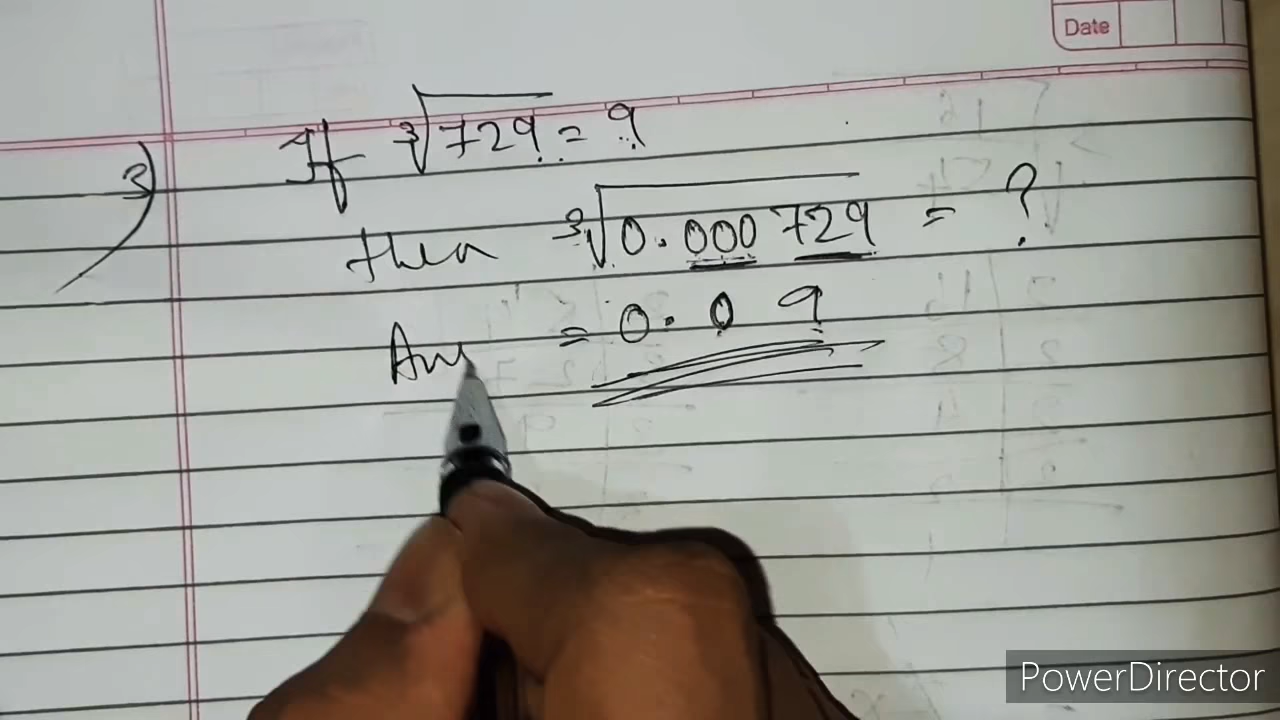 Date
3) If ∛729 = 9
then ∛0.000729 = ?
Ans = 0.09
PowerDirector